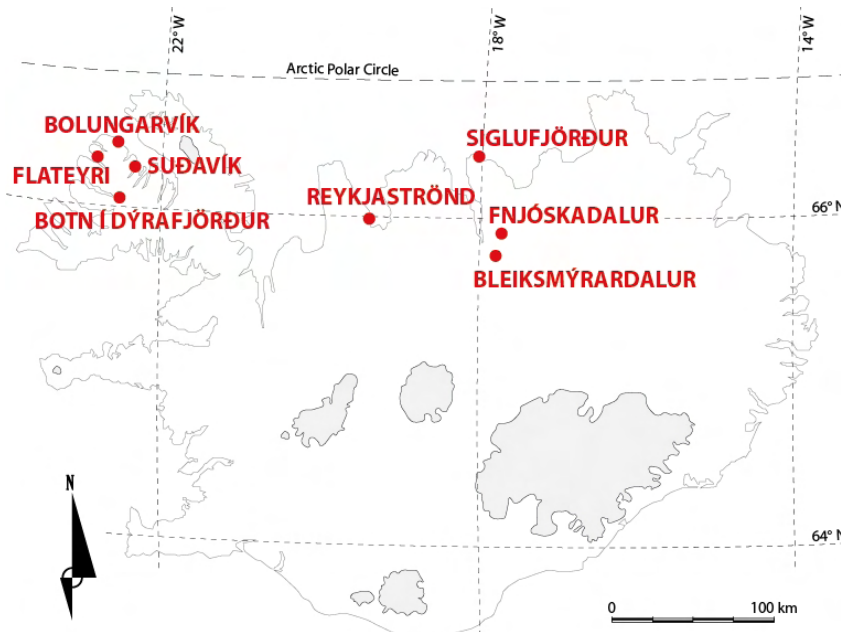 22° W
18° W
14° W
Arctic Polar Circle
BOLUNGARVÍK
SIGLUFJÖRÐUR
FLATEYRI
SUÐAVÍK
REYKJASTRÖND
BOTN Í DÝRAFJÖRÐUR
FNJÓSKADALUR
66° N
BLEIKSMÝRARDALUR
N
64° N
0
100 km